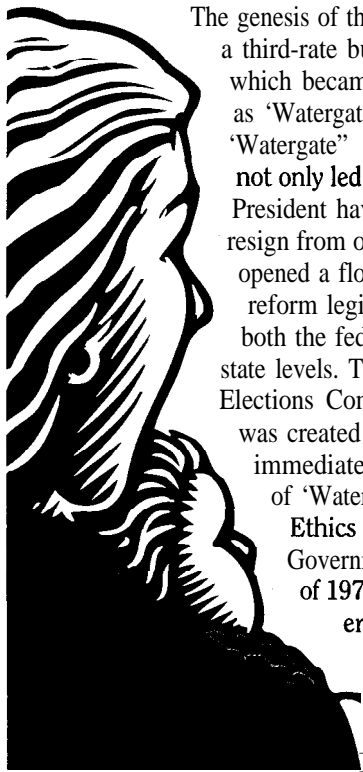 The genesis of th
a third-rate bu
which becam
as ‘Watergat
‘Watergate”
not only led
President hav
resign from o
opened a flo
reform legi
both the fed
state levels. T
Elections Con
was created
immediate
of ‘Water
Ethics
Governi
of 197
er